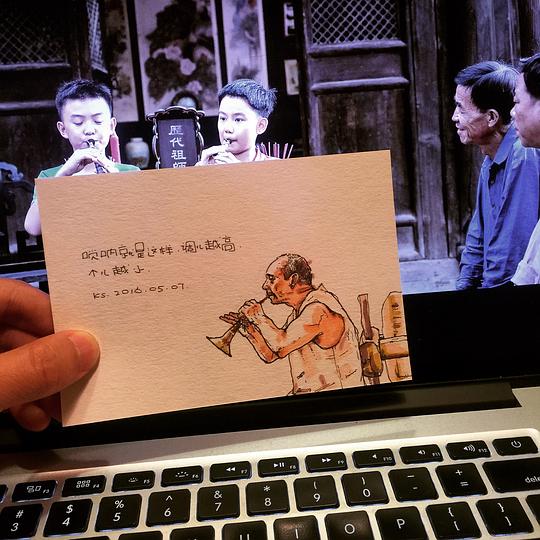 歷代祖師
唢呐就是这样,调儿越高,
个儿越小.
ks. 2016.05.07.
F3 F4 F5 F6 F7 F8 F9 F10 F11 F12
# 3 $ 4 % 5 ^ 6 & 7 * 8 ( 9 ) 0 _ - + = dele
U I O P { [ } ]